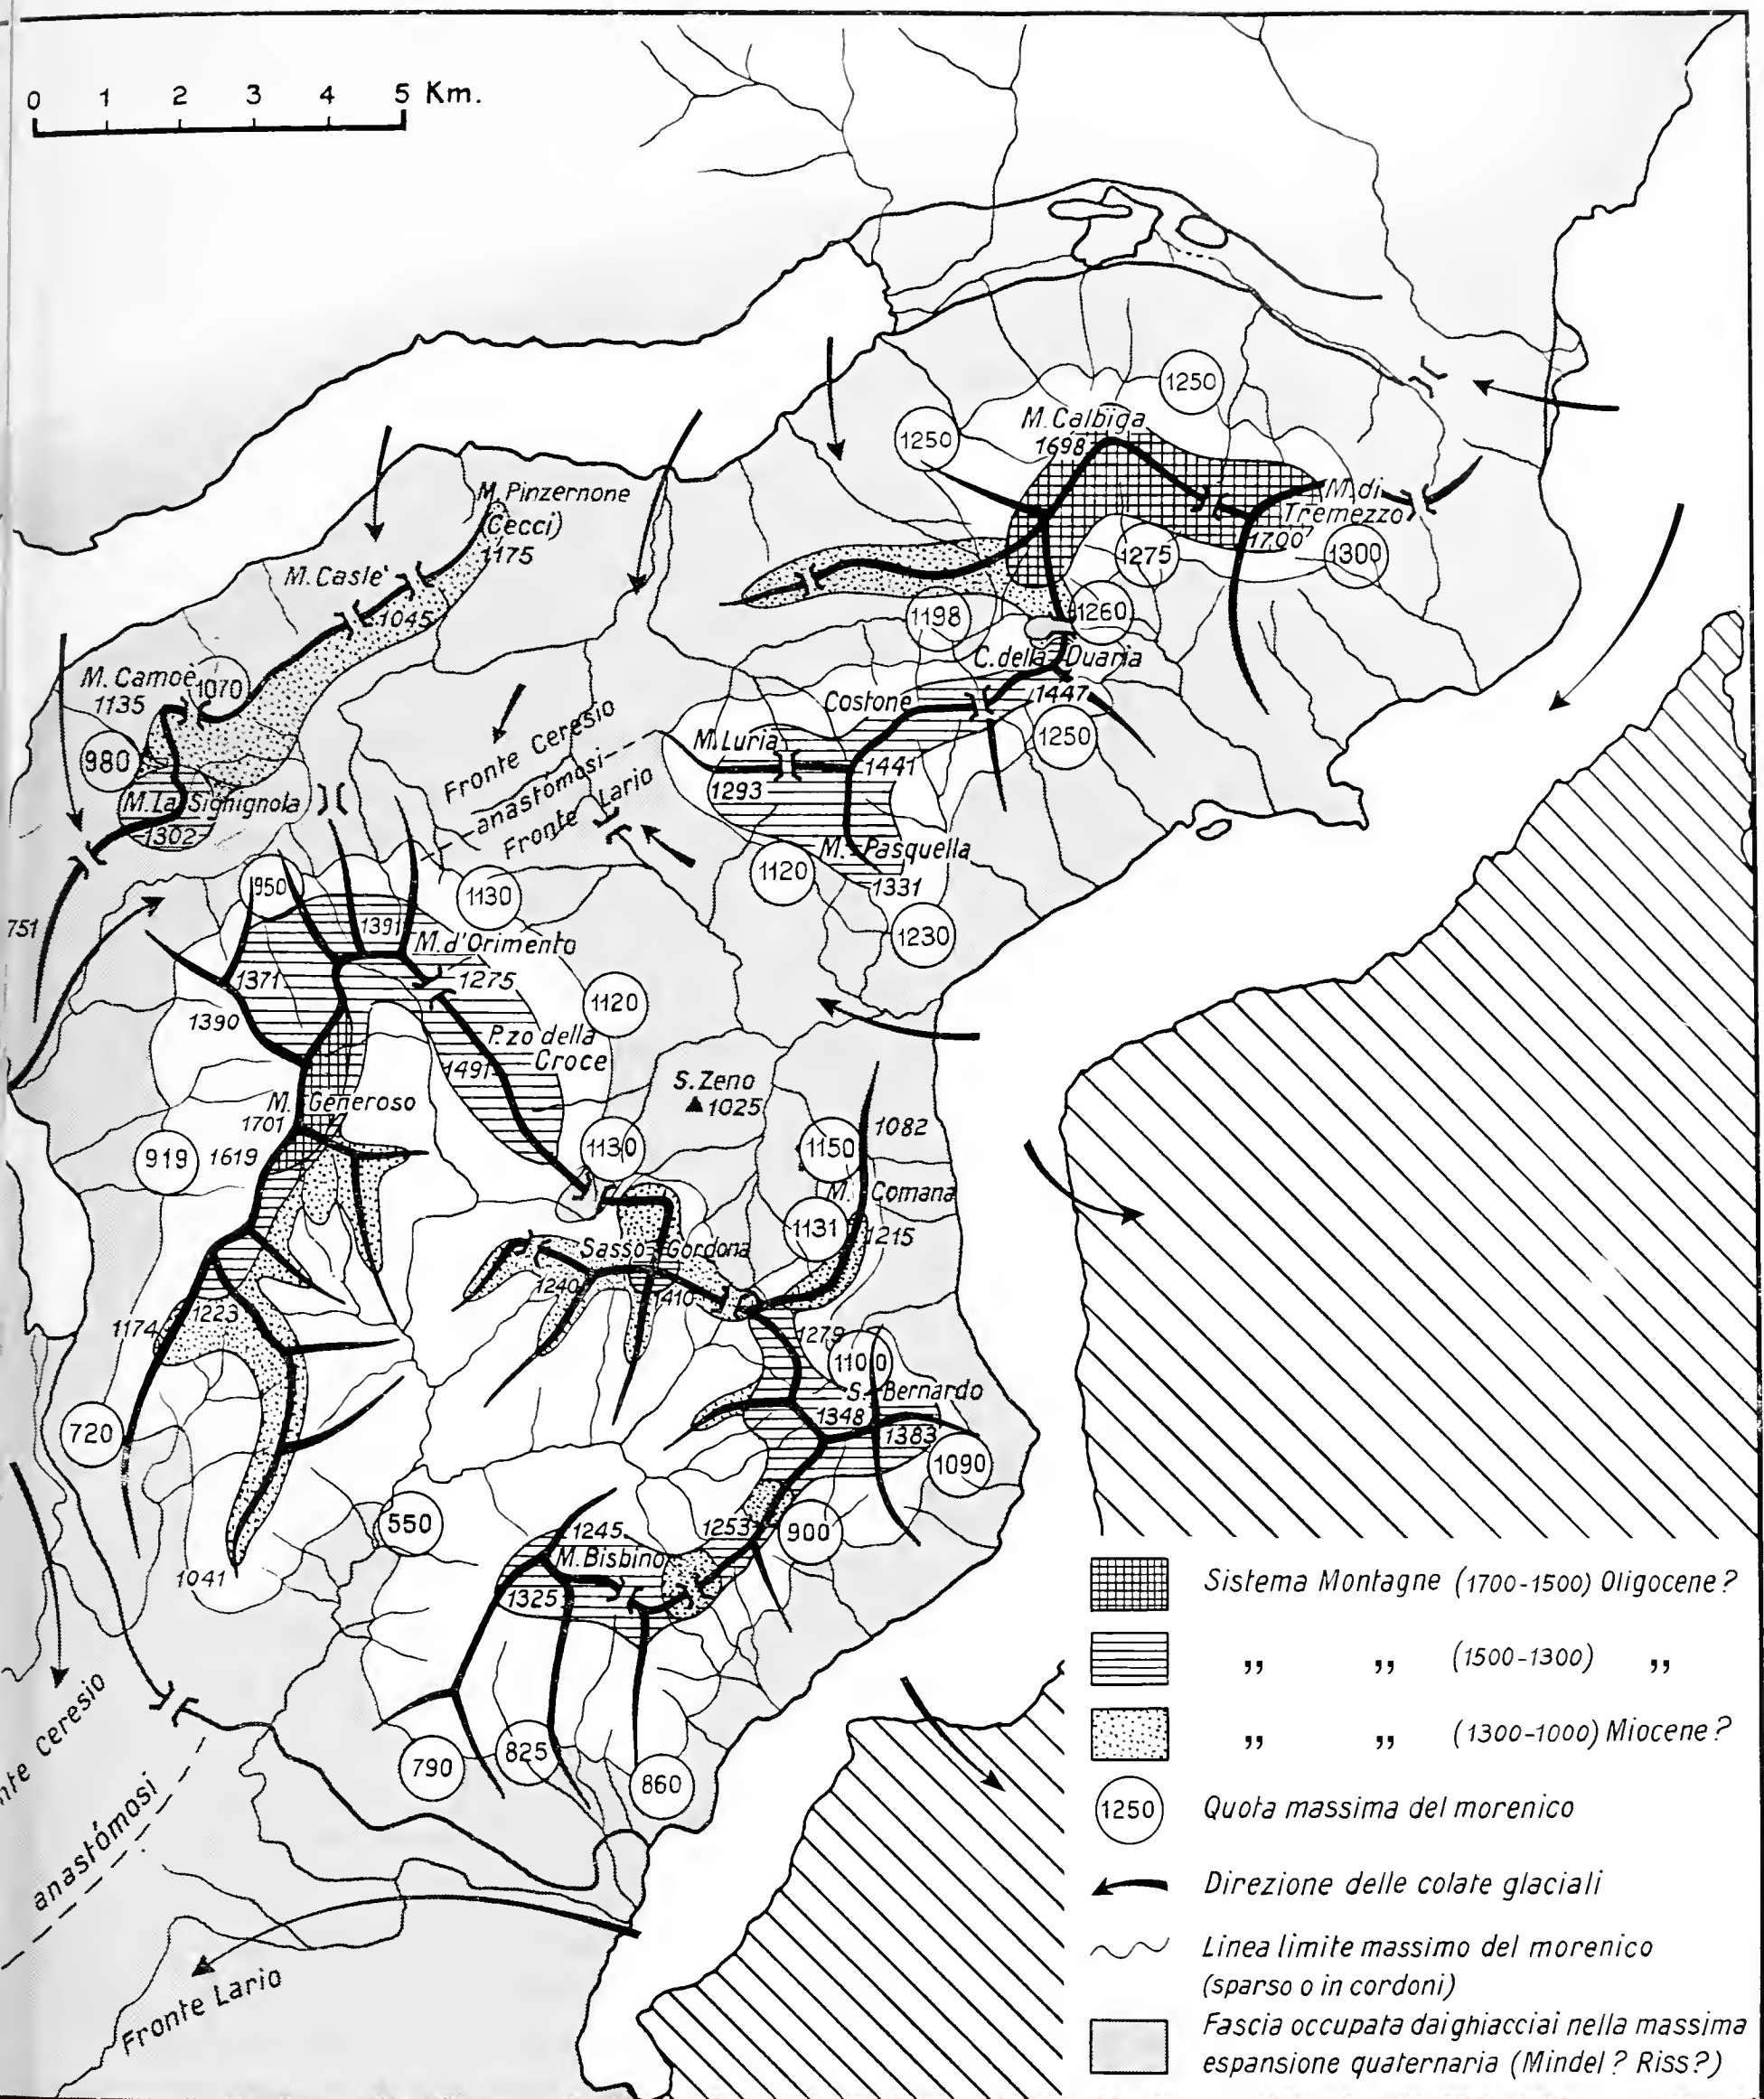 0 1 2 3 4 5 Km.
1250
M. Calbiga
1250
1698
M. Pinzernone
(Cecci)
1175
M. di
Tremezzo
1700
1275
1300
M. Casle'
1045
1198
1260
C. della Duaria
M. Camoè
1070
1135
1447
Costone
1250
980
Fronte Ceresio
anastomosi
Fronte Lario
M. Luria
1441
1293
M. La Sighignola
1302
M. Pasquella
1120
1331
950
1130
751
1391
1230
M. d'Orimento
1371
1275
1120
1390
P.zo della
Croce
1491
S. Zeno
1025
M. Generoso
1701
1082
919
1619
1130
1150
M. Comana
1131
1215
Sasso Gordona
1240
1410
1174
1223
1279
1100
S. Bernardo
1348
1383
720
1090
550
1245
1253
900
M. Bisbino
1041
1325
Sistema Montagne (1700-1500) Oligocene?
,, ,, (1500-1300) ,,
,, ,, (1300-1000) Miocene?
790
825
860
1250 Quota massima del morenico
nte Ceresio
anastómosi
Fronte Lario
Direzione delle colate glaciali
Linea limite massimo del morenico
(sparso o in cordoni)
Fascia occupata dai ghiacciai nella massima
espansione quaternaria (Mindel? Riss?)